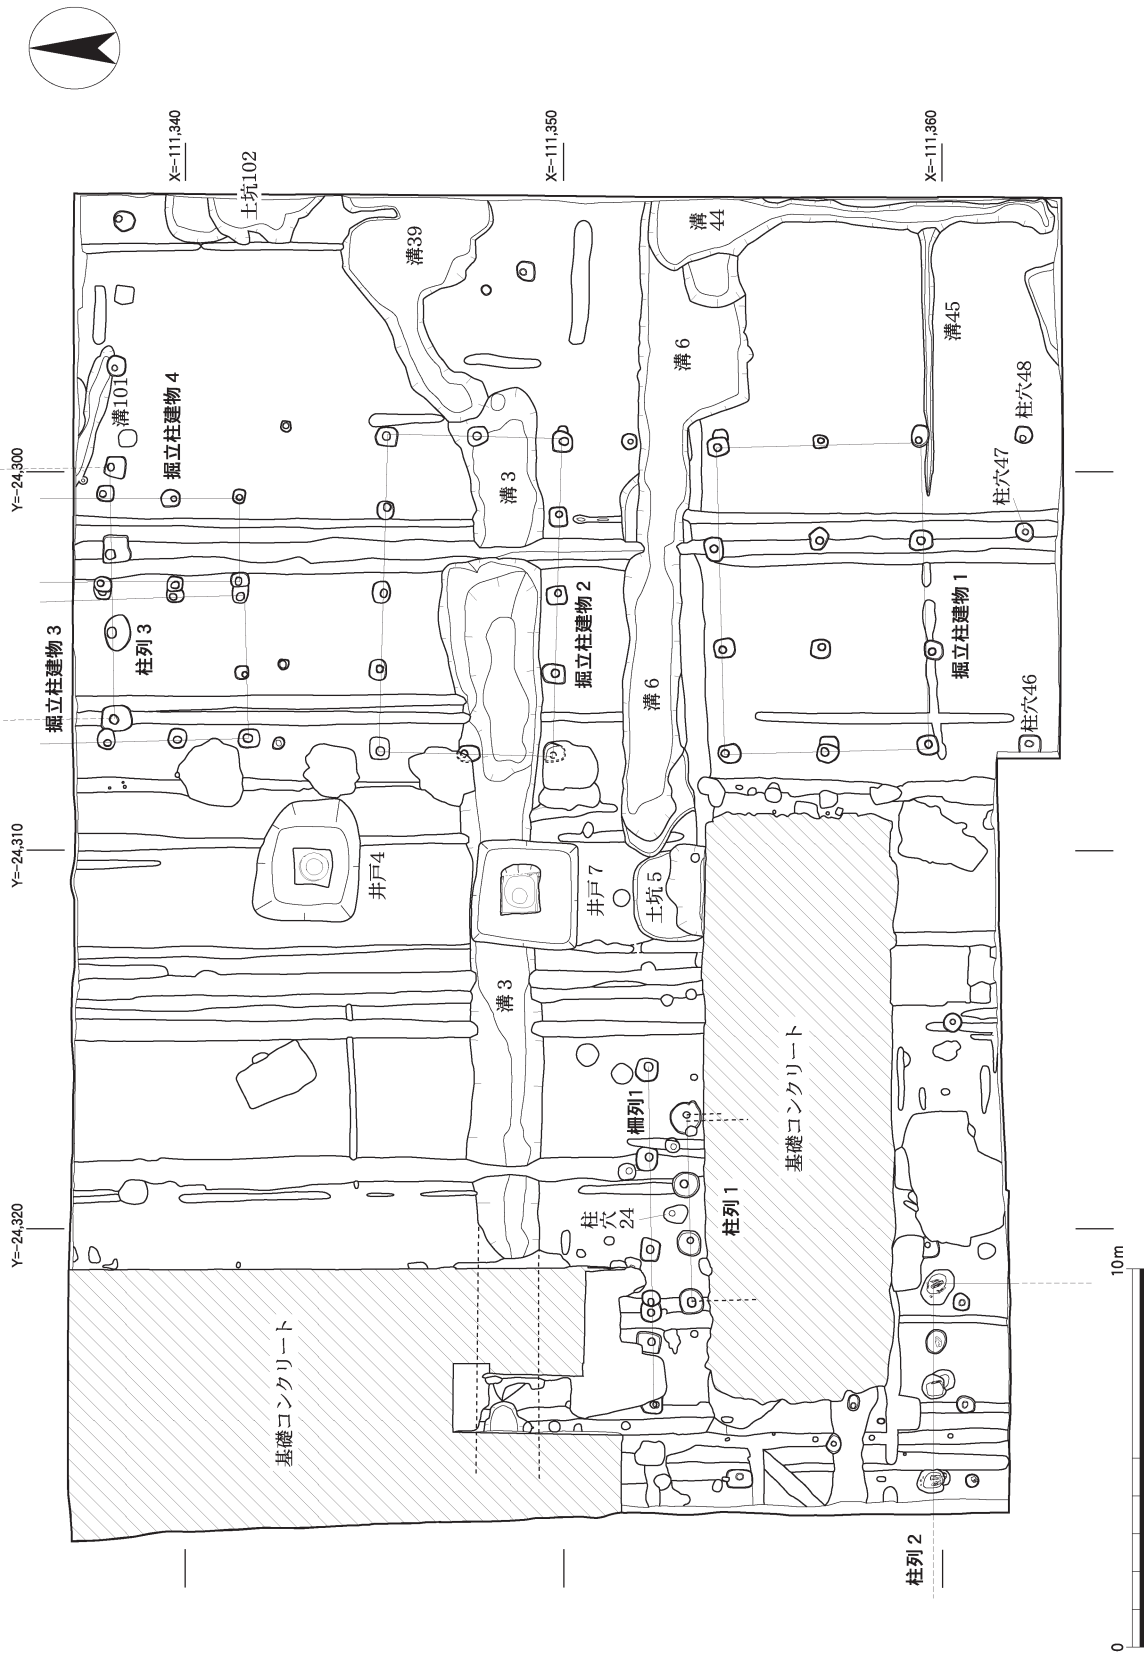 X=-111,340
X=-111,350
X=-111,360
Y=-24,300
Y=-24,310
Y=-24,320
土坑102
溝39
溝
44
溝101
掘立柱建物 4
溝 6
溝45
柱穴48
柱穴47
溝 3
掘立柱建物 3
柱列 3
掘立柱建物 2
溝 6
掘立柱建物 1
柱穴46
井戸4
井戸 7
土坑 5
溝 3
基礎コンクリート
柵列1
柱列 1
柱
穴
24
基礎コンクリート
柱列 2
0
10m